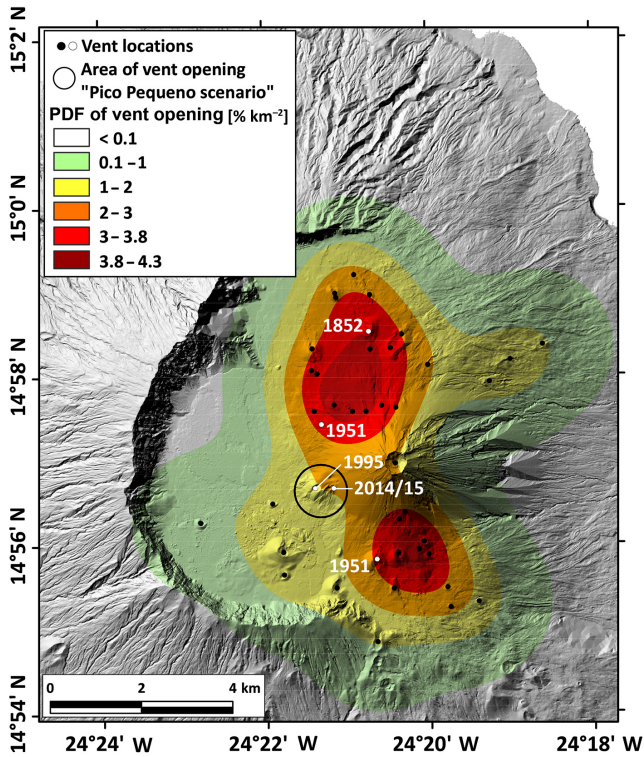 15°2' N
15°0' N
14°58' N
14°56' N
14°54' N
Vent locations
Area of vent opening
"Pico Pequeno scenario"
PDF of vent opening [% km⁻²]
< 0.1
0.1 – 1
1 – 2
2 – 3
3 – 3.8
3.8 – 4.3
1852
1951
1995
2014/15
1951
0 2 4 km
24°24' W 24°22' W 24°20' W 24°18' W